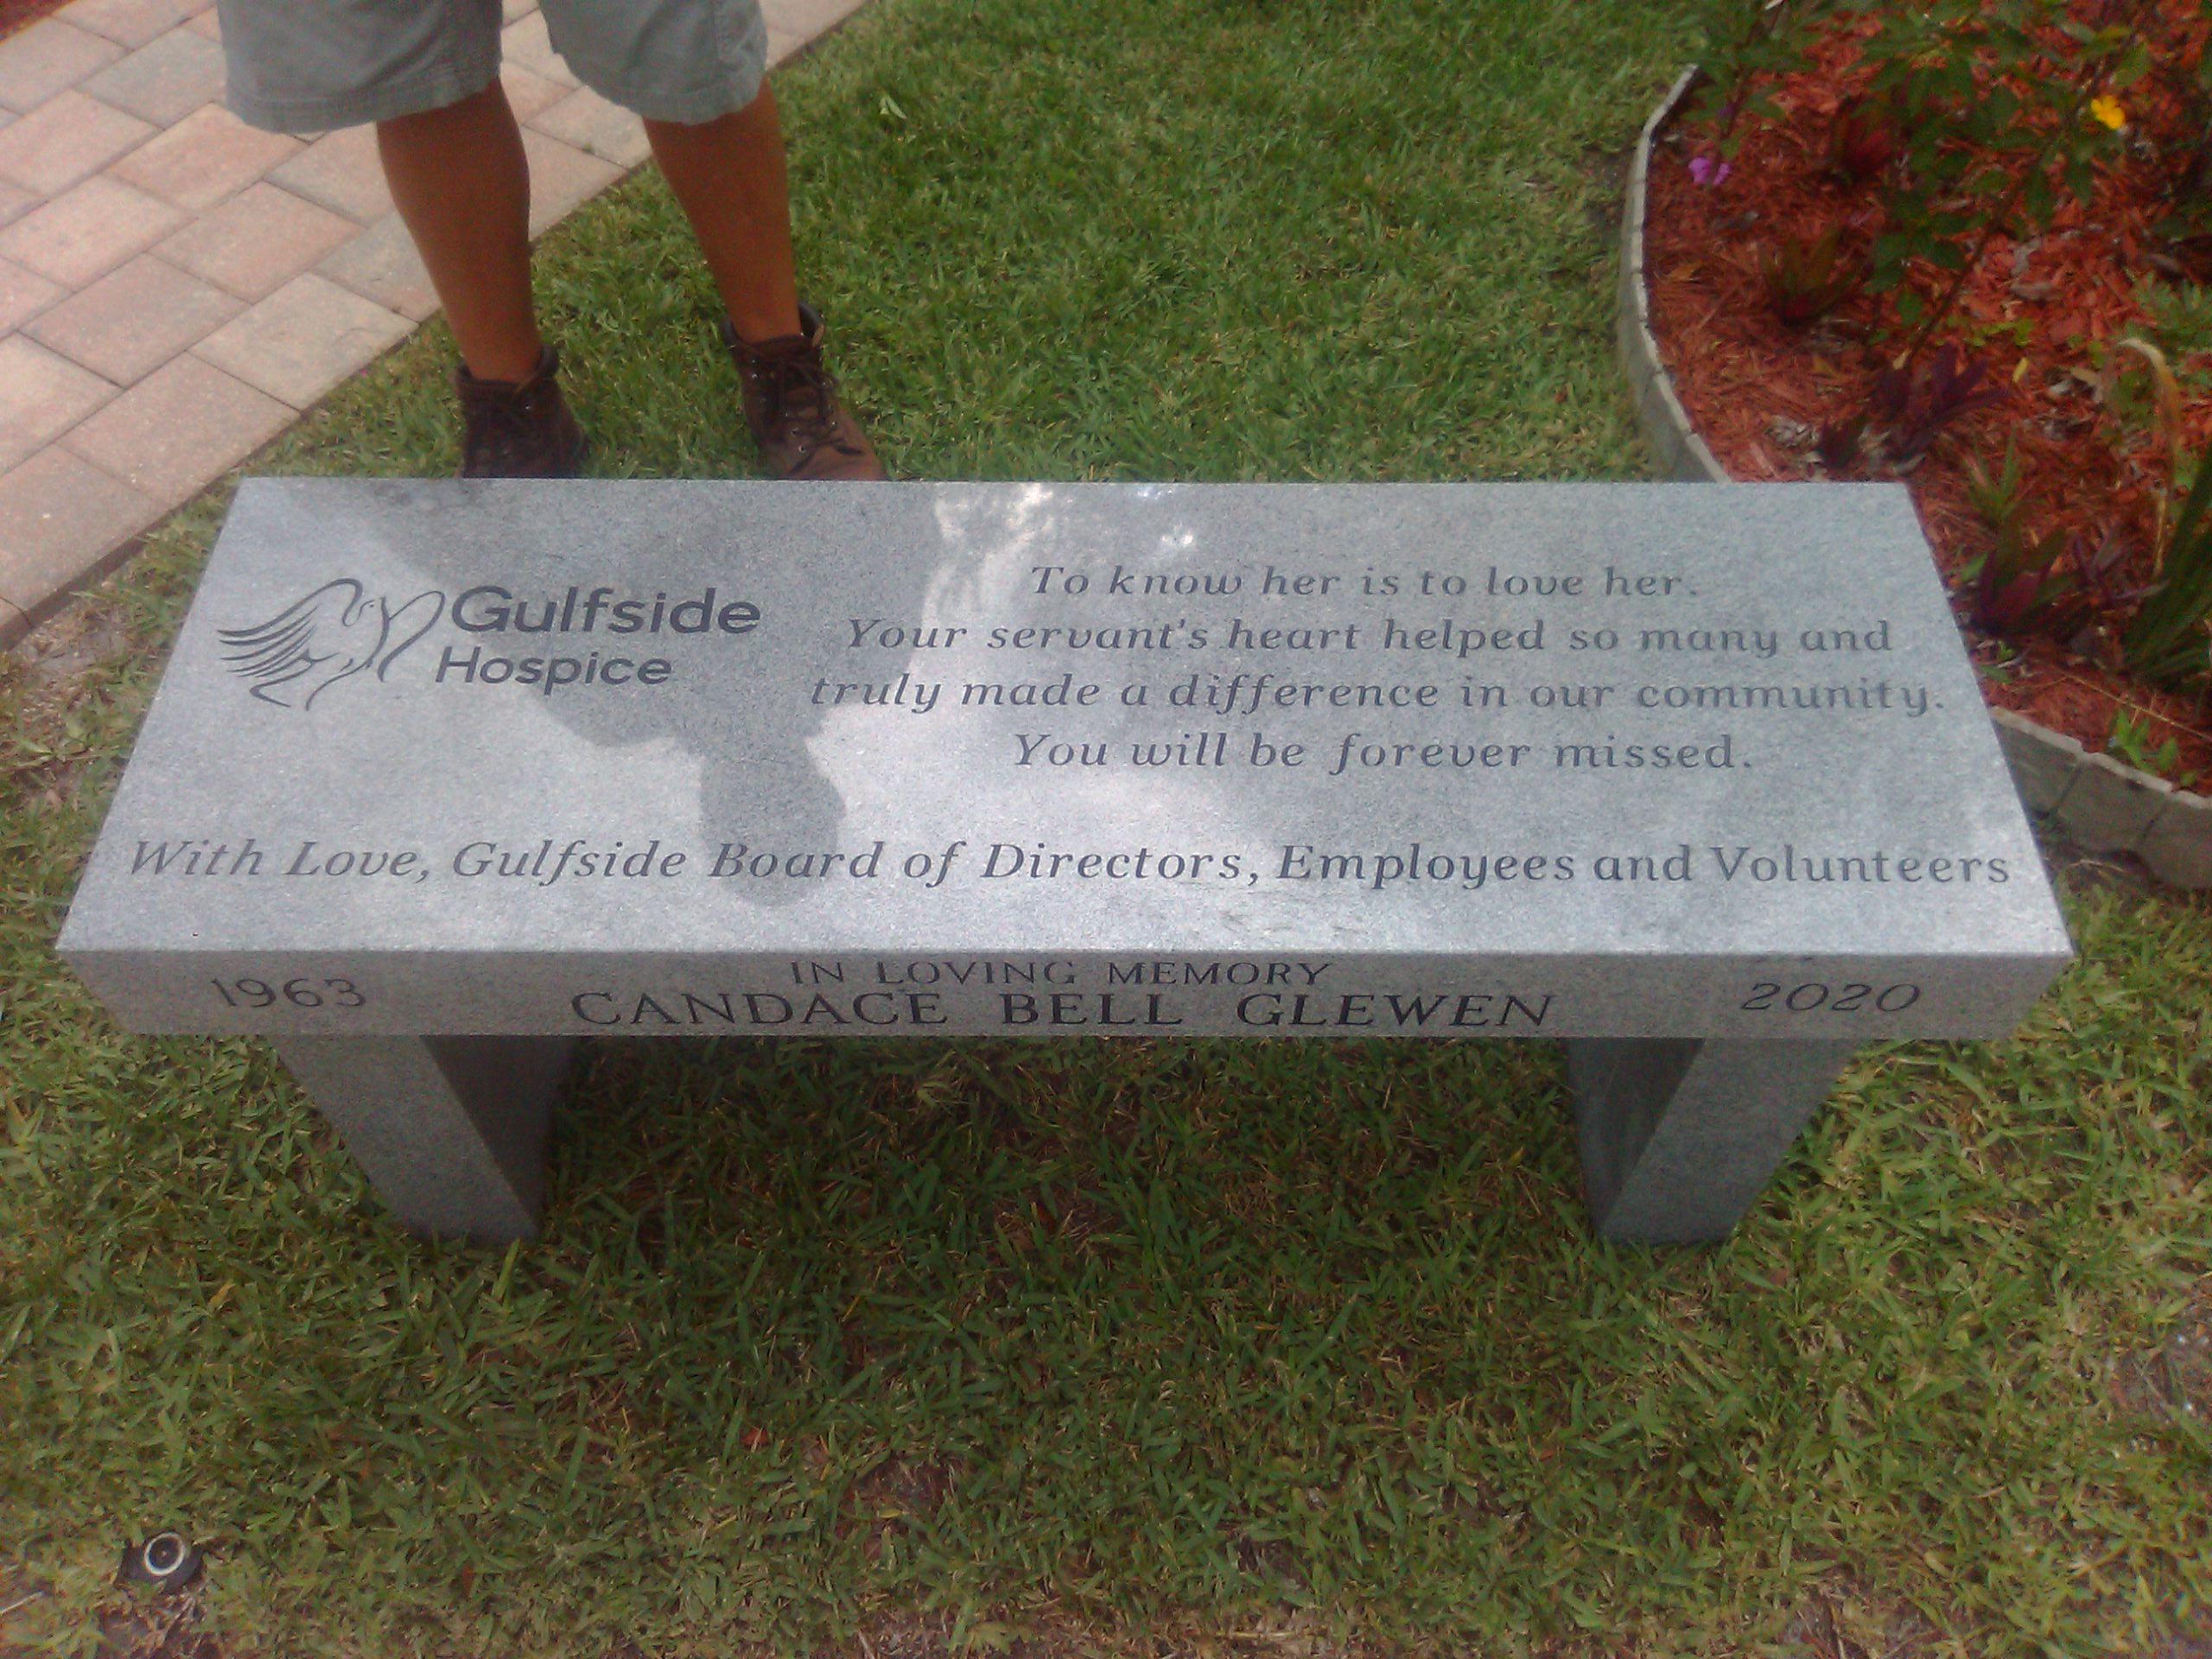 Gulfside
Hospice
To know her is to love her.
Your servant's heart helped so many and
truly made a difference in our community.
You will be forever missed.
With Love, Gulfside Board of Directors, Employees and Volunteers
1963
IN LOVING MEMORY
CANDACE BELL GLEWEN
2020